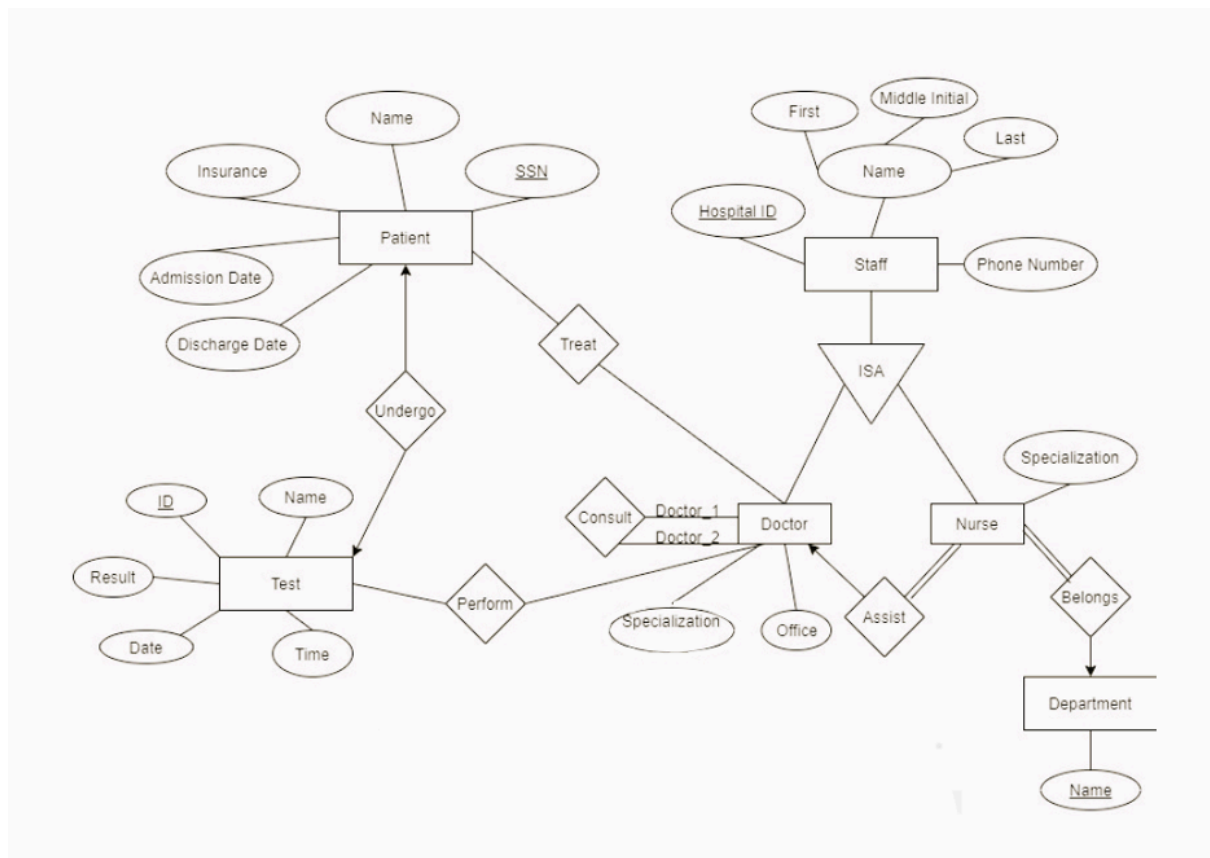 Middle Initial
First
Name
Last
Insurance
SSN
Name
Hospital ID
Patient
Staff
Phone Number
Admission Date
Discharge Date
Treat
ISA
Undergo
Specialization
ID
Name
Consult
Doctor_1
Doctor_2
Doctor
Nurse
Result
Test
Perform
Belongs
Assist
Specialization
Office
Date
Time
Department
Name